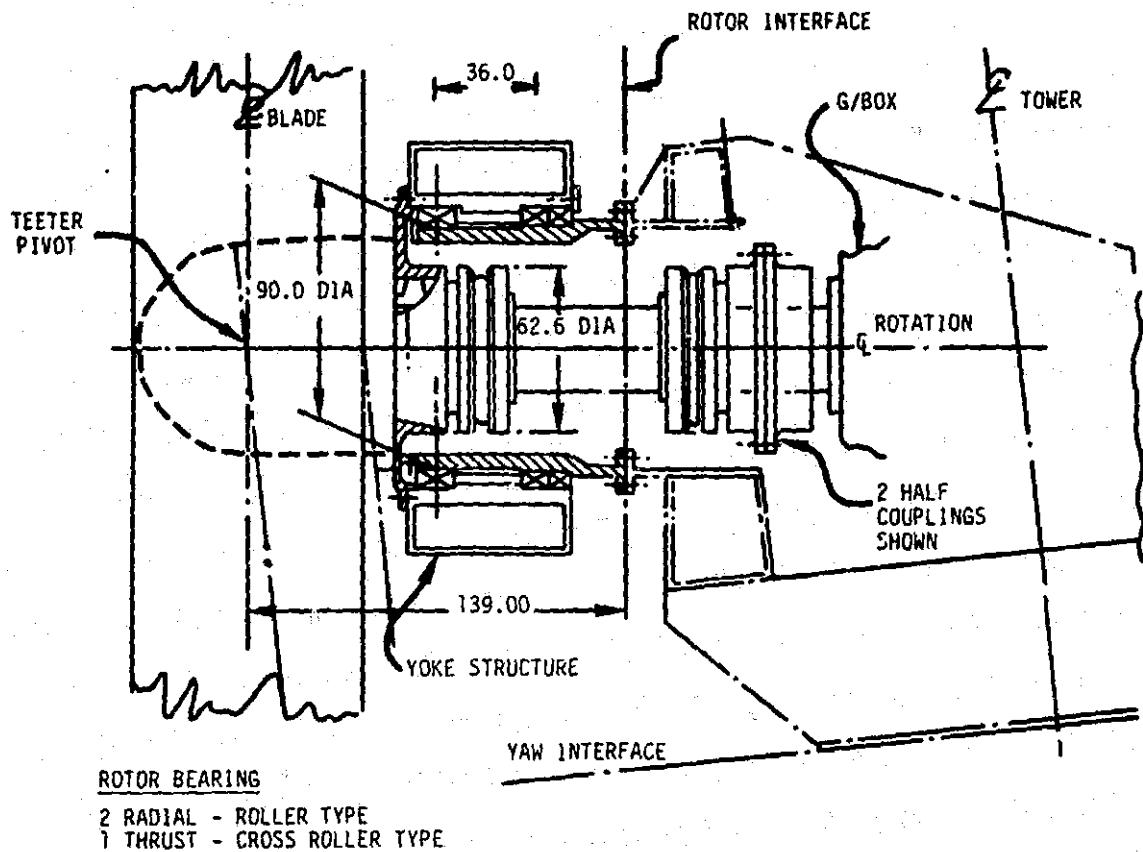 ROTOR INTERFACE
36.0
G/BOX
℄ TOWER
℄ BLADE
TEETER
PIVOT
90.0 DIA
62.6 DIA
℄ ROTATION
2 HALF
COUPLINGS
SHOWN
139.00
YOKE STRUCTURE
YAW INTERFACE
ROTOR BEARING
2 RADIAL - ROLLER TYPE
1 THRUST - CROSS ROLLER TYPE